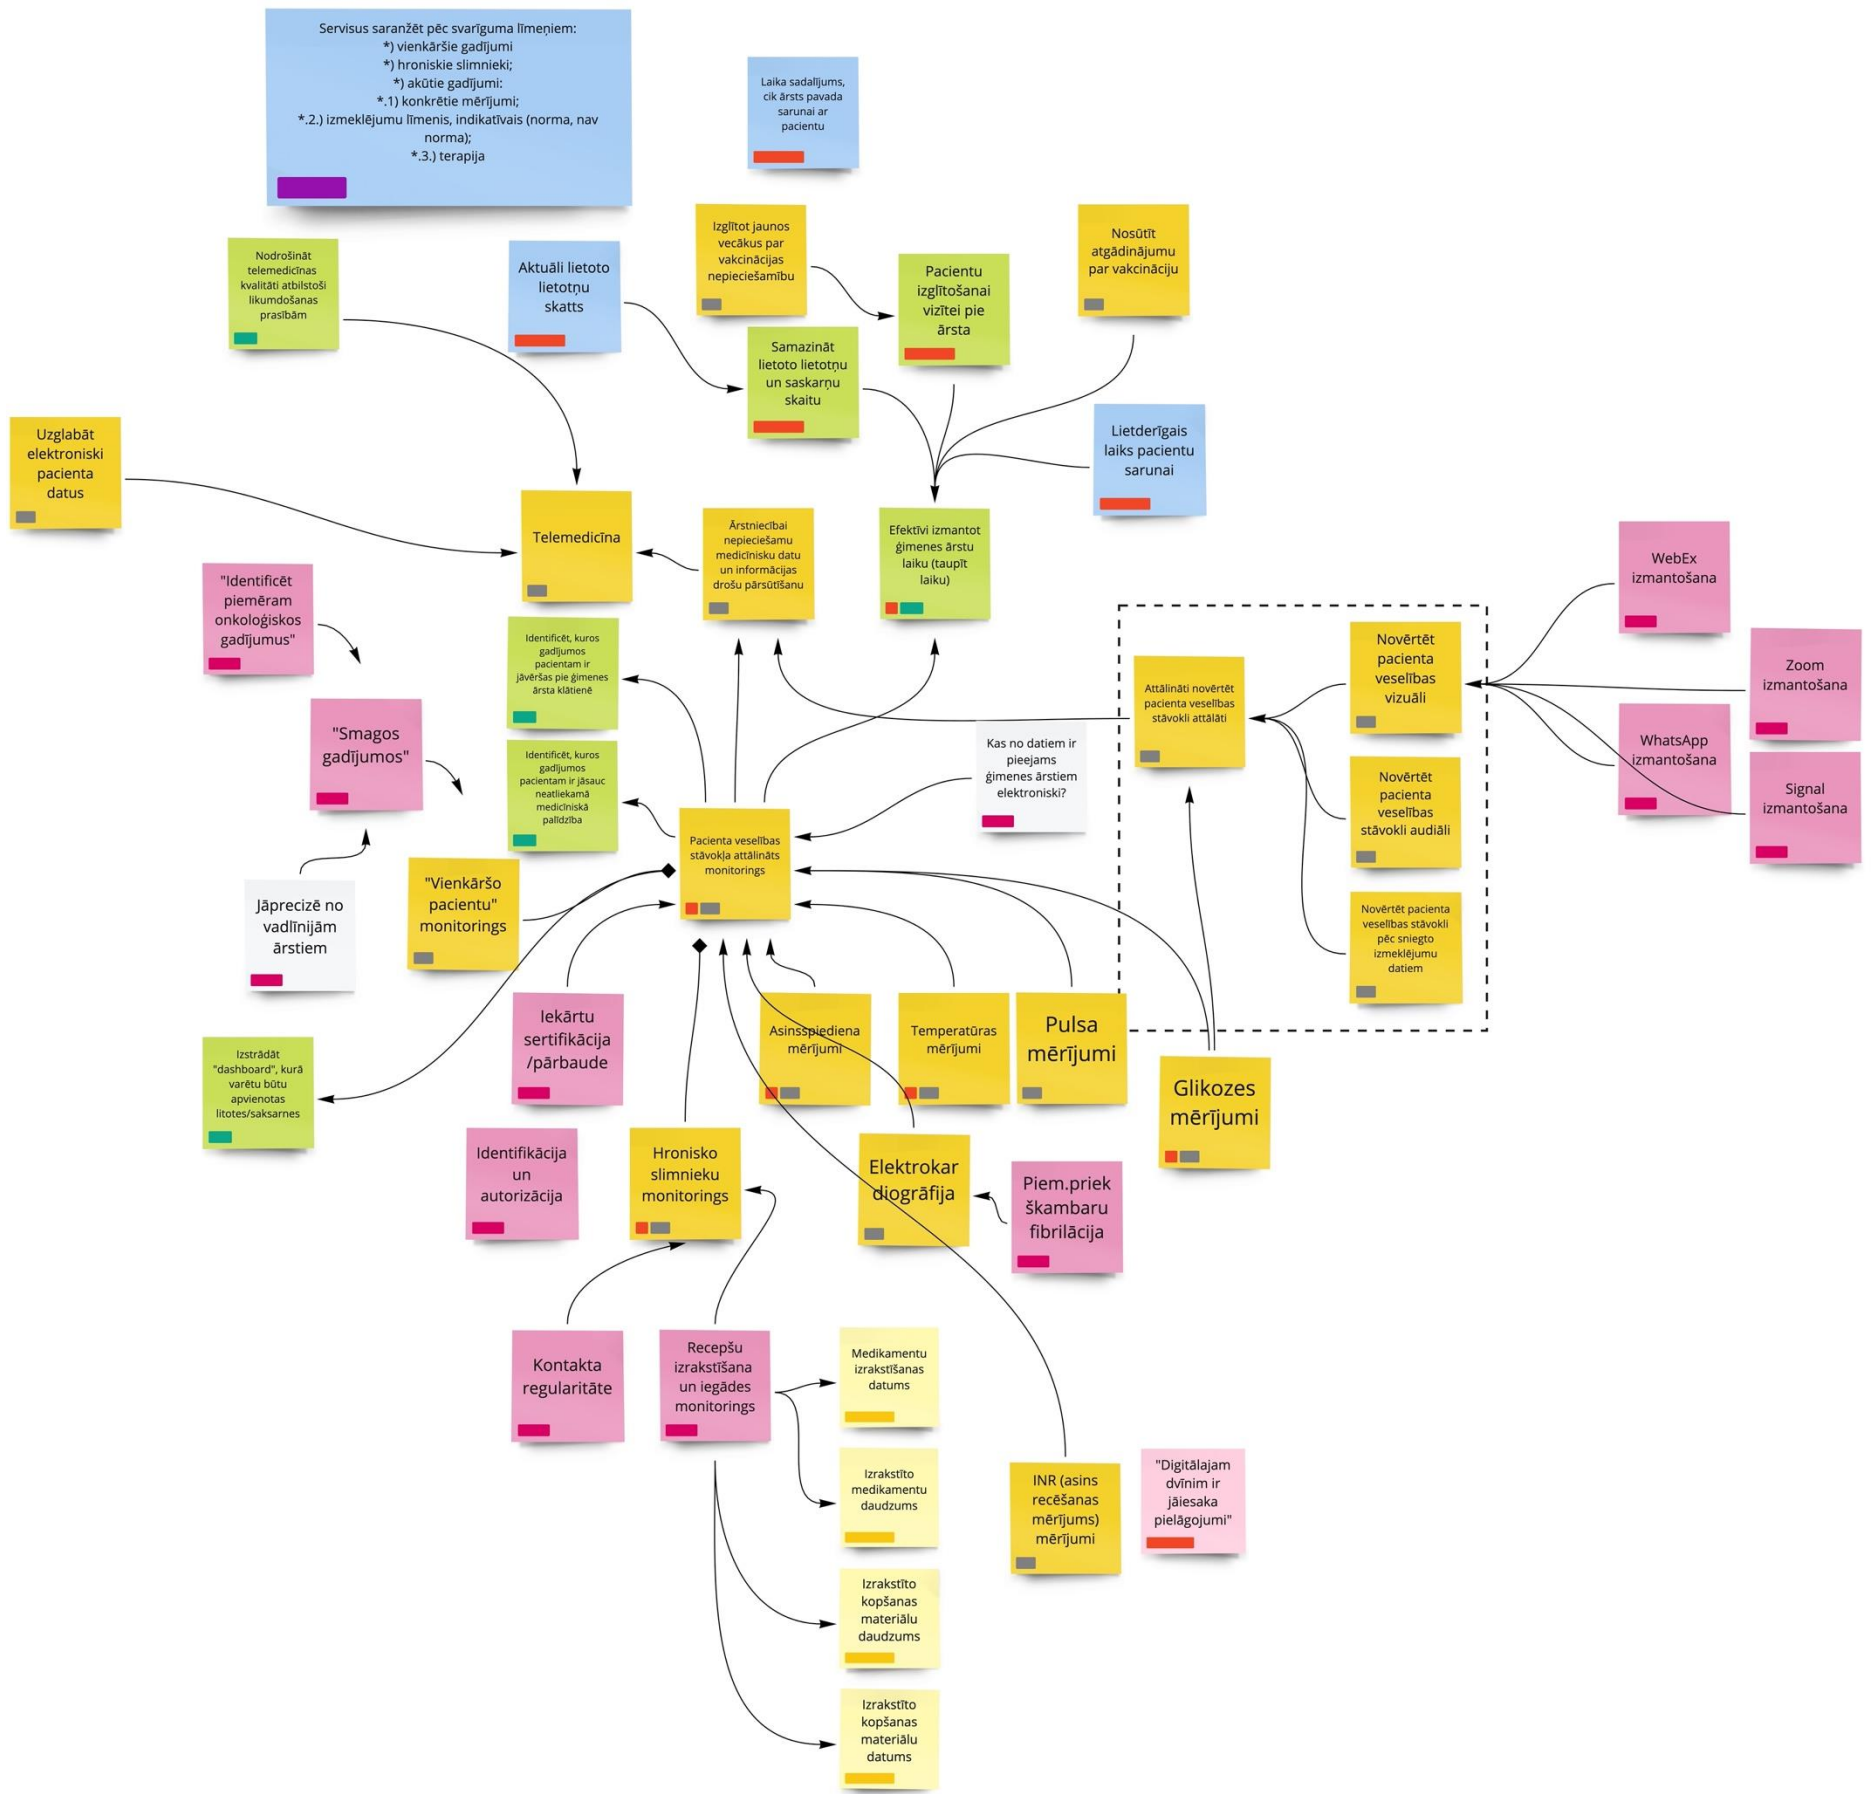 Servisus saranžēt pēc svarīguma līmeņiem:
*) vienkāršie gadījumi
*) hroniskie slimnieki;
*) akūtie gadījumi:
*.1) konkrētie mērījumi;
*.2.) izmeklējumu līmenis, indikatīvais (norma, nav
norma);
*.3.) terapija
Laika sadalījums,
cik ārsts pavada
sarunai ar
pacientu
Izglītot jaunos
vecākus par
vakcinācijas
nepieciešamību
Nosūtīt
atgādinājumu
par vakcināciju
Nodrošināt
telemedicīnas
kvalitāti atbilstoši
likumdošanas
prasībām
Aktuāli lietoto
lietotņu
skatts
Pacientu
izglītošanai
vizītei pie
ārsta
Samazināt
lietoto lietotņu
un saskarņu
skaitu
Lietderīgais
laiks pacientu
sarunai
Uzglabāt
elektroniski
pacienta
datus
Telemedicīna
Ārstniecībai
nepieciešamu
medicīnisku datu
un informācijas
drošu pārsūtīšanu
Efektīvi izmantot
ģimenes ārstu
laiku (taupīt
laiku)
WebEx
izmantošana
"Identificēt
piemēram
onkoloģiskos
gadījumus"
Identificēt, kuros
gadījumos
pacientam ir
jāvēršas pie ģimenes
ārsta klātienē
Attālināti novērtēt
pacienta veselības
stāvokli attālāti
Novērtēt
pacienta
veselības
vizuāli
Zoom
izmantošana
"Smagos
gadījumos"
Kas no datiem ir
pieejams
ģimenes ārstiem
elektroniski?
WhatsApp
izmantošana
Identificēt, kuros
gadījumos
pacientam ir jāsauc
neatliekamā
medicīniskā
palīdzība
Novērtēt
pacienta
veselības
stāvokli audiāli
Signal
izmantošana
Pacienta veselības
stāvokļa attālināts
monitorings
Jāprecizē no
vadlīnijām
ārstiem
"Vienkāršo
pacientu"
monitorings
Novērtēt pacienta
veselības stāvokli
pēc sniegto
izmeklējumu
datiem
Iekārtu
sertifikācija
/pārbaude
Asinsspiediena
mērījumi
Temperatūras
mērījumi
Pulsa
mērījumi
Izstrādāt
"dashboard", kurā
varētu būtu
apvienotas
litotes/saksarnes
Glikozes
mērījumi
Identifikācija
un
autorizācija
Hronisko
slimnieku
monitorings
Elektrokar
diogrāfija
Piem.priek
škambaru
fibrilācija
Kontakta
regularitāte
Recepšu
izrakstīšana
un iegādes
monitorings
Medikamentu
izrakstīšanas
datums
Izrakstīto
medikamentu
daudzums
INR (asins
recēšanas
mērījums)
mērījumi
"Digitālajam
dvīnim ir
jāiesaka
pielāgojumi"
Izrakstīto
kopšanas
materiālu
daudzums
Izrakstīto
kopšanas
materiālu
datums